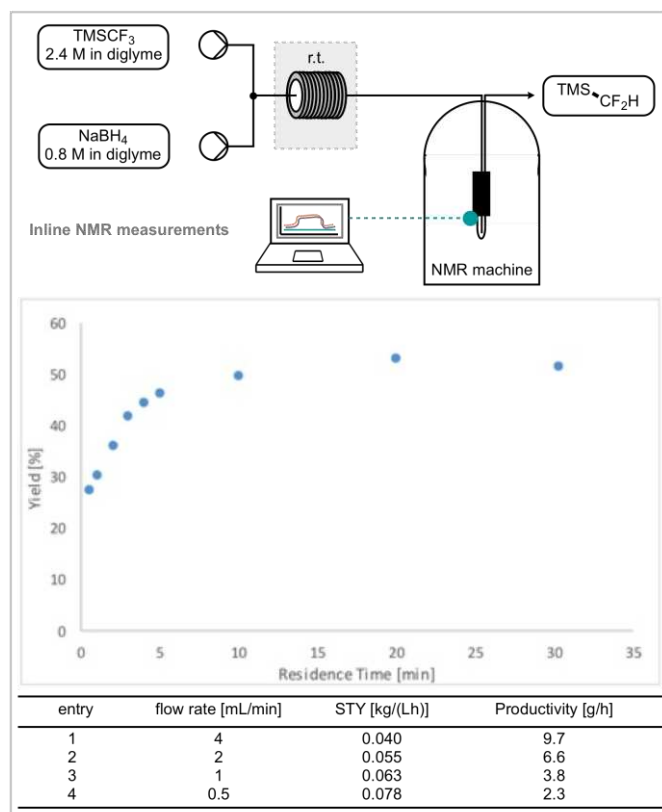 TMSCF3
2.4 M in diglyme
r.t.
TMS CF2H
NaBH4
0.8 M in diglyme
Inline NMR measurements
NMR machine
60
50
40
30
20
10
0
Yield [%]
0 5 10 15 20 25 30 35
Residence Time [min]
entry flow rate [mL/min] STY [kg/(Lh)] Productivity [g/h]
1 4 0.040 9.7
2 2 0.055 6.6
3 1 0.063 3.8
4 0.5 0.078 2.3